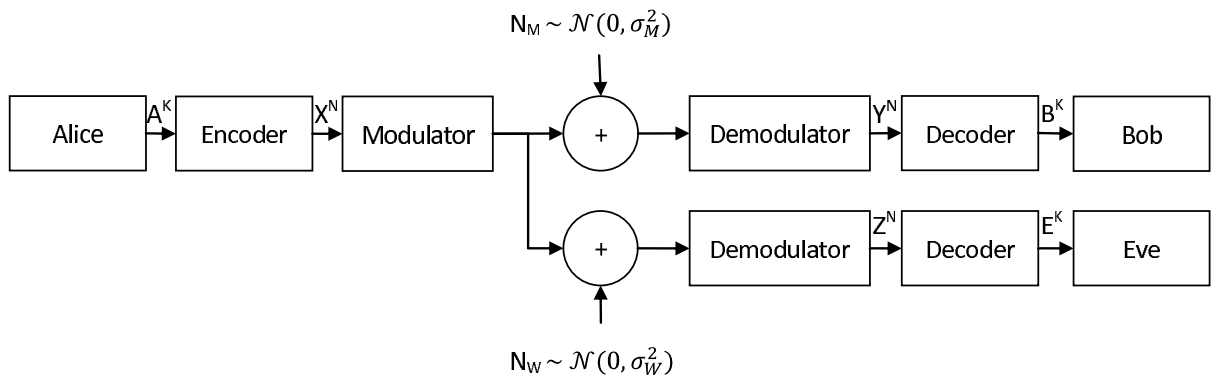 N_M ~ 𝒩(0, σ_M^2)
Alice A^K Encoder X^N Modulator + Demodulator Y^N Decoder B^K Bob
+ Demodulator Z^N Decoder E^K Eve
N_W ~ 𝒩(0, σ_W^2)